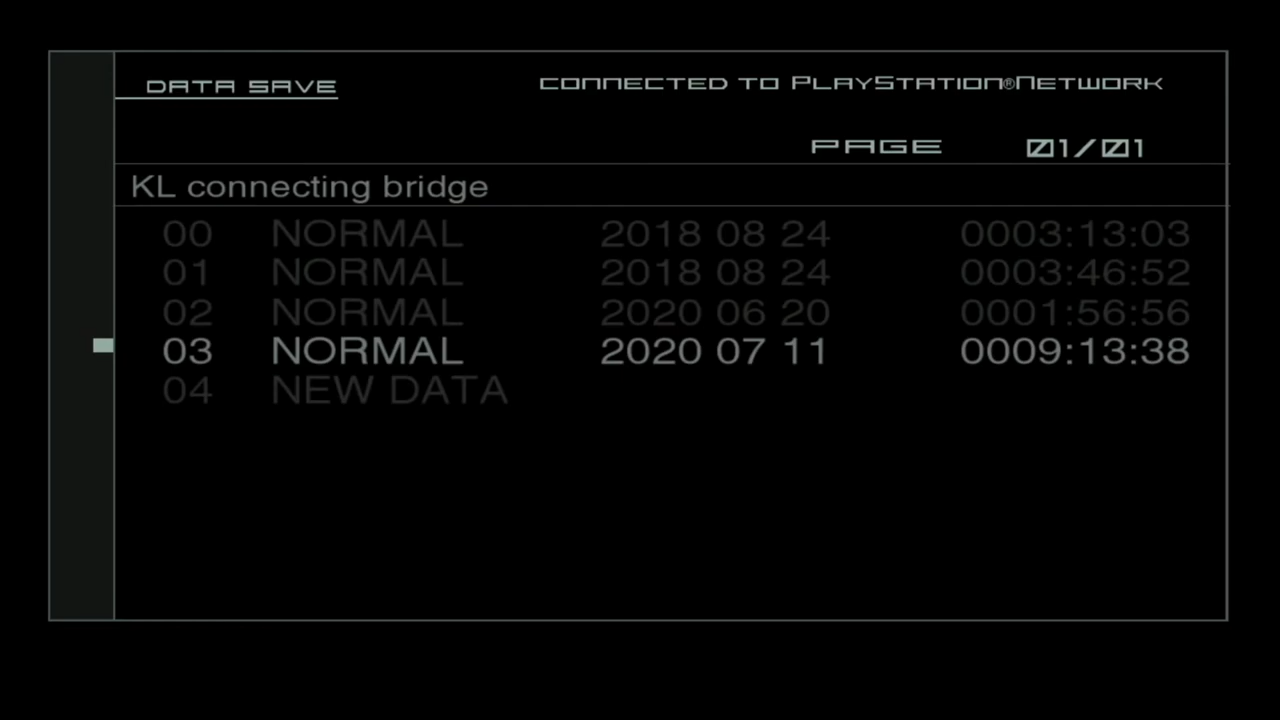 DATA SAVE
CONNECTED TO PLAYSTATION®NETWORK
PAGE 01/01
KL connecting bridge
00 NORMAL 2018 08 24 0003:13:03
01 NORMAL 2018 08 24 0003:46:52
02 NORMAL 2020 06 20 0001:56:56
03 NORMAL 2020 07 11 0009:13:38
04 NEW DATA